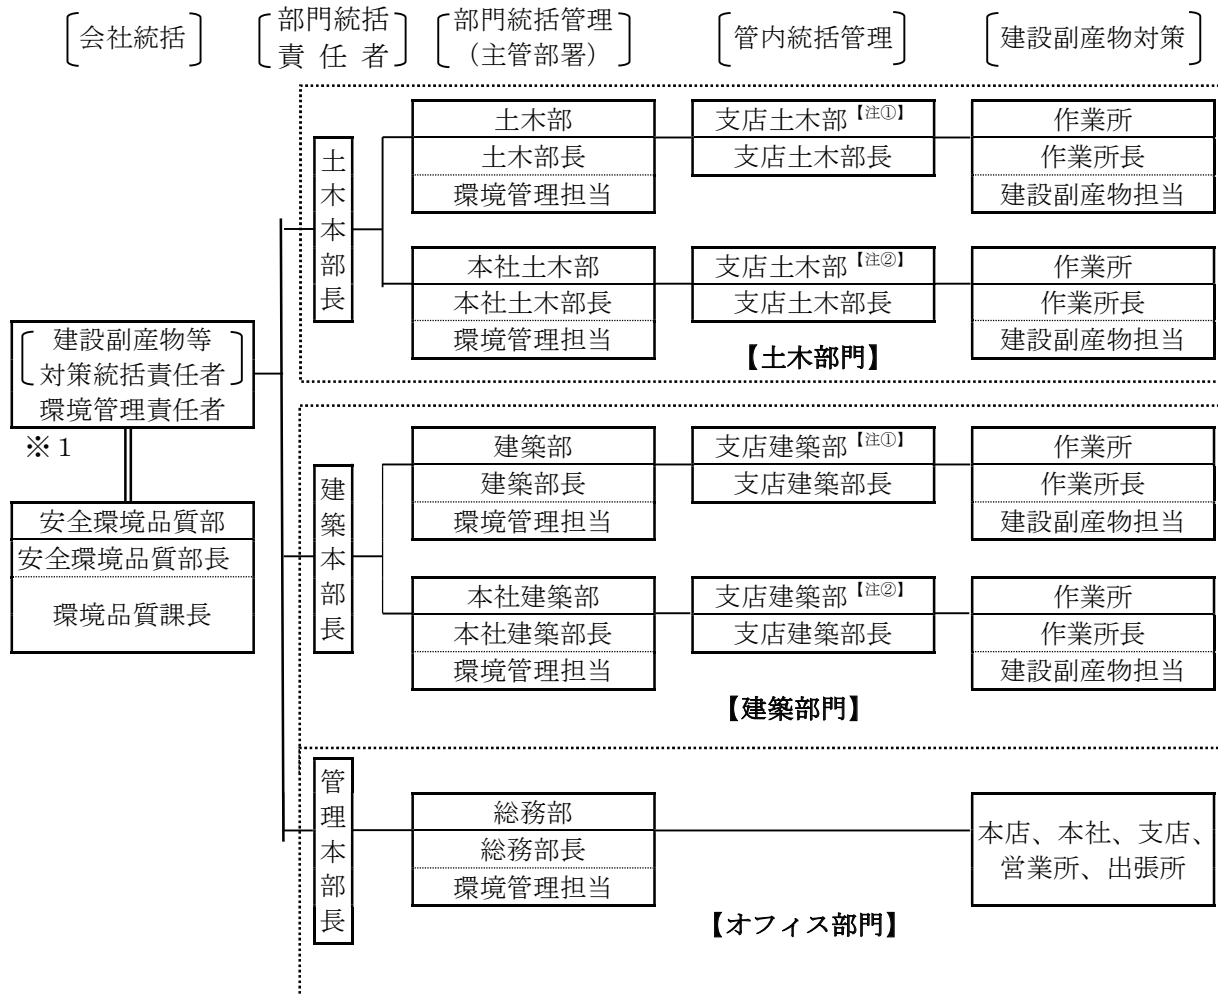 会社統括
部門統括
責任者
部門統括管理
（主管部署）
管内統括管理
建設副産物対策
土木本部長
土木部
土木部長
環境管理担当
支店土木部【注①】
支店土木部長
作業所
作業所長
建設副産物担当
本社土木部
本社土木部長
環境管理担当
支店土木部【注②】
支店土木部長
作業所
作業所長
建設副産物担当
【土木部門】
建設副産物等
対策統括責任者
環境管理責任者
※１
安全環境品質部
安全環境品質部長
環境品質課長
建築本部長
建築部
建築部長
環境管理担当
支店建築部【注①】
支店建築部長
作業所
作業所長
建設副産物担当
本社建築部
本社建築部長
環境管理担当
支店建築部【注②】
支店建築部長
作業所
作業所長
建設副産物担当
【建築部門】
管理本部長
総務部
総務部長
環境管理担当
本店、本社、支店、
営業所、出張所
【オフィス部門】